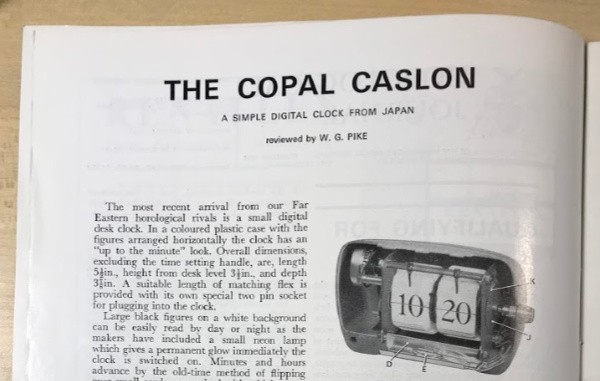 THE COPAL CASLON
A SIMPLE DIGITAL CLOCK FROM JAPAN
reviewed by W. G. PIKE
The most recent arrival from our Far
Eastern horological rivals is a small digital
desk clock. In a coloured plastic case with the
figures arranged horizontally the clock has an
"up to the minute" look. Overall dimensions,
excluding the time setting handle, are, length
in., height from desk level in., and depth
in. A suitable length of matching flex is
provided with its own special two pin socket
for plugging into the clock.
Large black figures on a white background
can be easily read by day or night as the
makers have included a small neon lamp
which gives a permanent glow immediately the
clock is switched on. Minutes and hours
advance by the old-time method of flipping
10 20
K
J
D
E